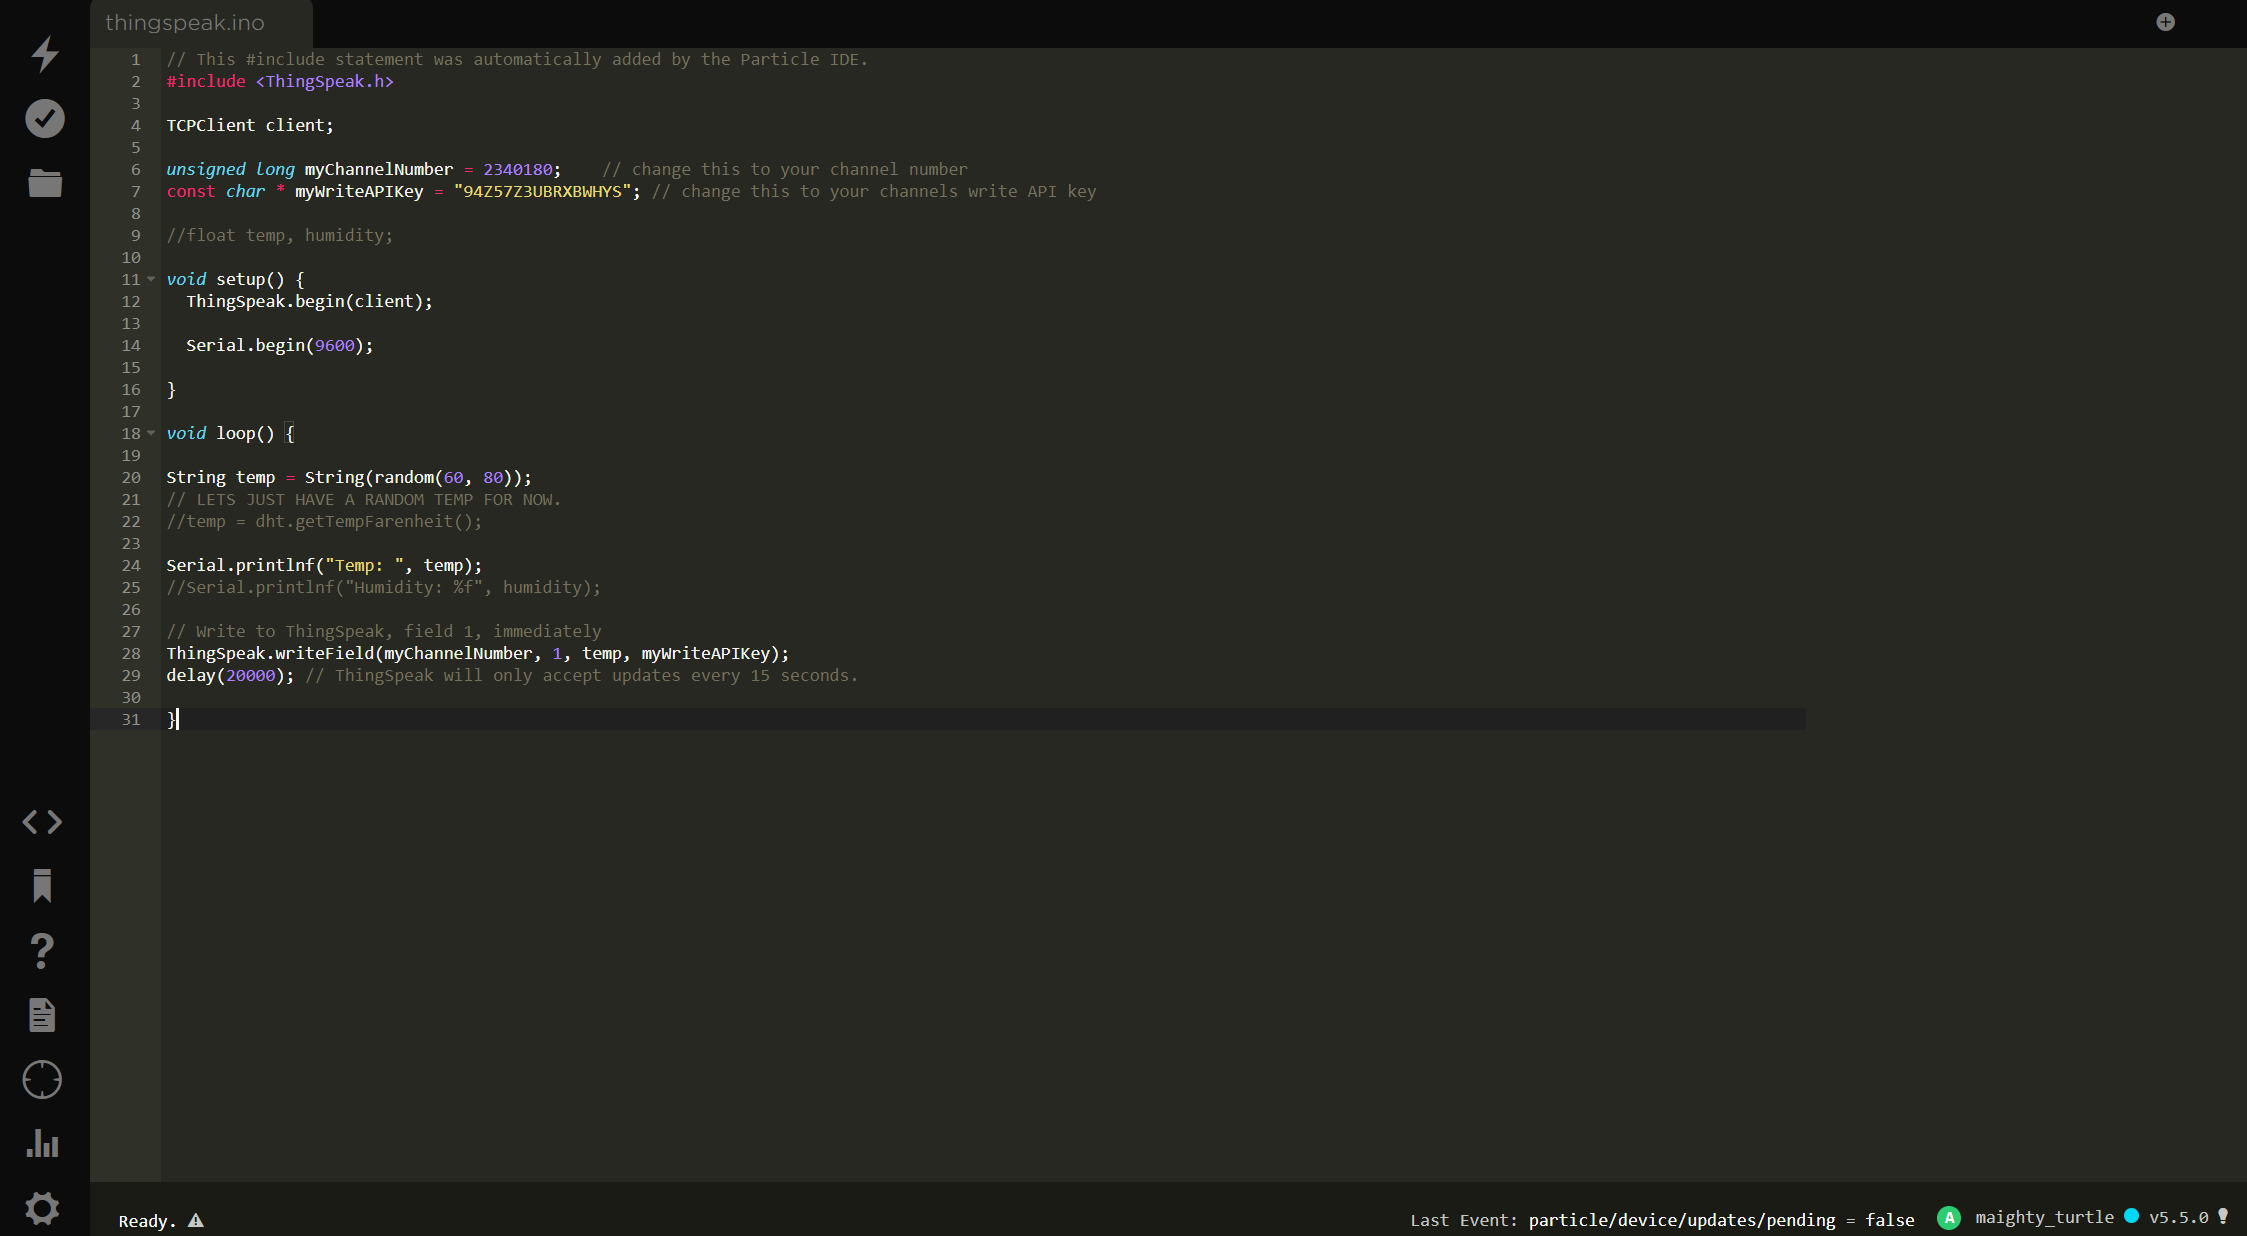 thingspeak.ino
1 // This #include statement was automatically added by the Particle IDE.
2 #include <ThingSpeak.h>
3
4 TCPClient client;
5
6 unsigned long myChannelNumber = 2340180;    // change this to your channel number
7 const char * myWriteAPIKey = "94Z57Z3UBRXBWHYS"; // change this to your channels write API key
8
9 //float temp, humidity;
10
11 void setup() {
12   ThingSpeak.begin(client);
13
14   Serial.begin(9600);
15
16 }
17
18 void loop() {
19
20 String temp = String(random(60, 80));
21 // LETS JUST HAVE A RANDOM TEMP FOR NOW.
22 //temp = dht.getTempFarenheit();
23
24 Serial.printlnf("Temp: ", temp);
25 //Serial.printlnf("Humidity: %f", humidity);
26
27 // Write to ThingSpeak, field 1, immediately
28 ThingSpeak.writeField(myChannelNumber, 1, temp, myWriteAPIKey);
29 delay(20000); // ThingSpeak will only accept updates every 15 seconds.
30
31 }
Ready.
Last Event: particle/device/updates/pending = false A maighty_turtle v5.5.0